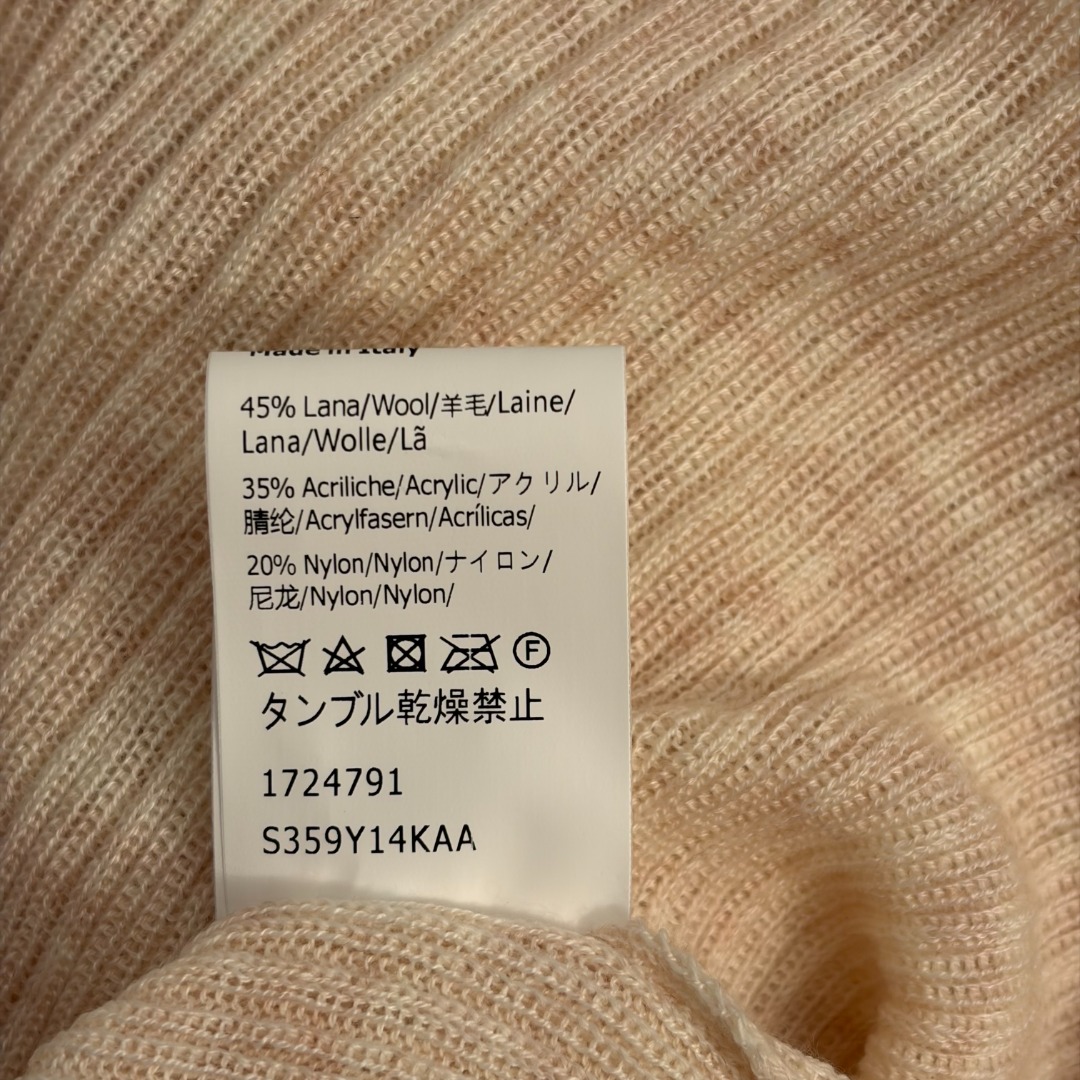 Made in Italy
45% Lana/Wool/羊毛/Laine/
Lana/Wolle/Lã
35% Acriliche/Acrylic/アクリル/
腈纶/Acrylfasern/Acrílicas/
20% Nylon/Nylon/ナイロン/
尼龙/Nylon/Nylon/
F
タンブル乾燥禁止
1724791
S359Y14KAA